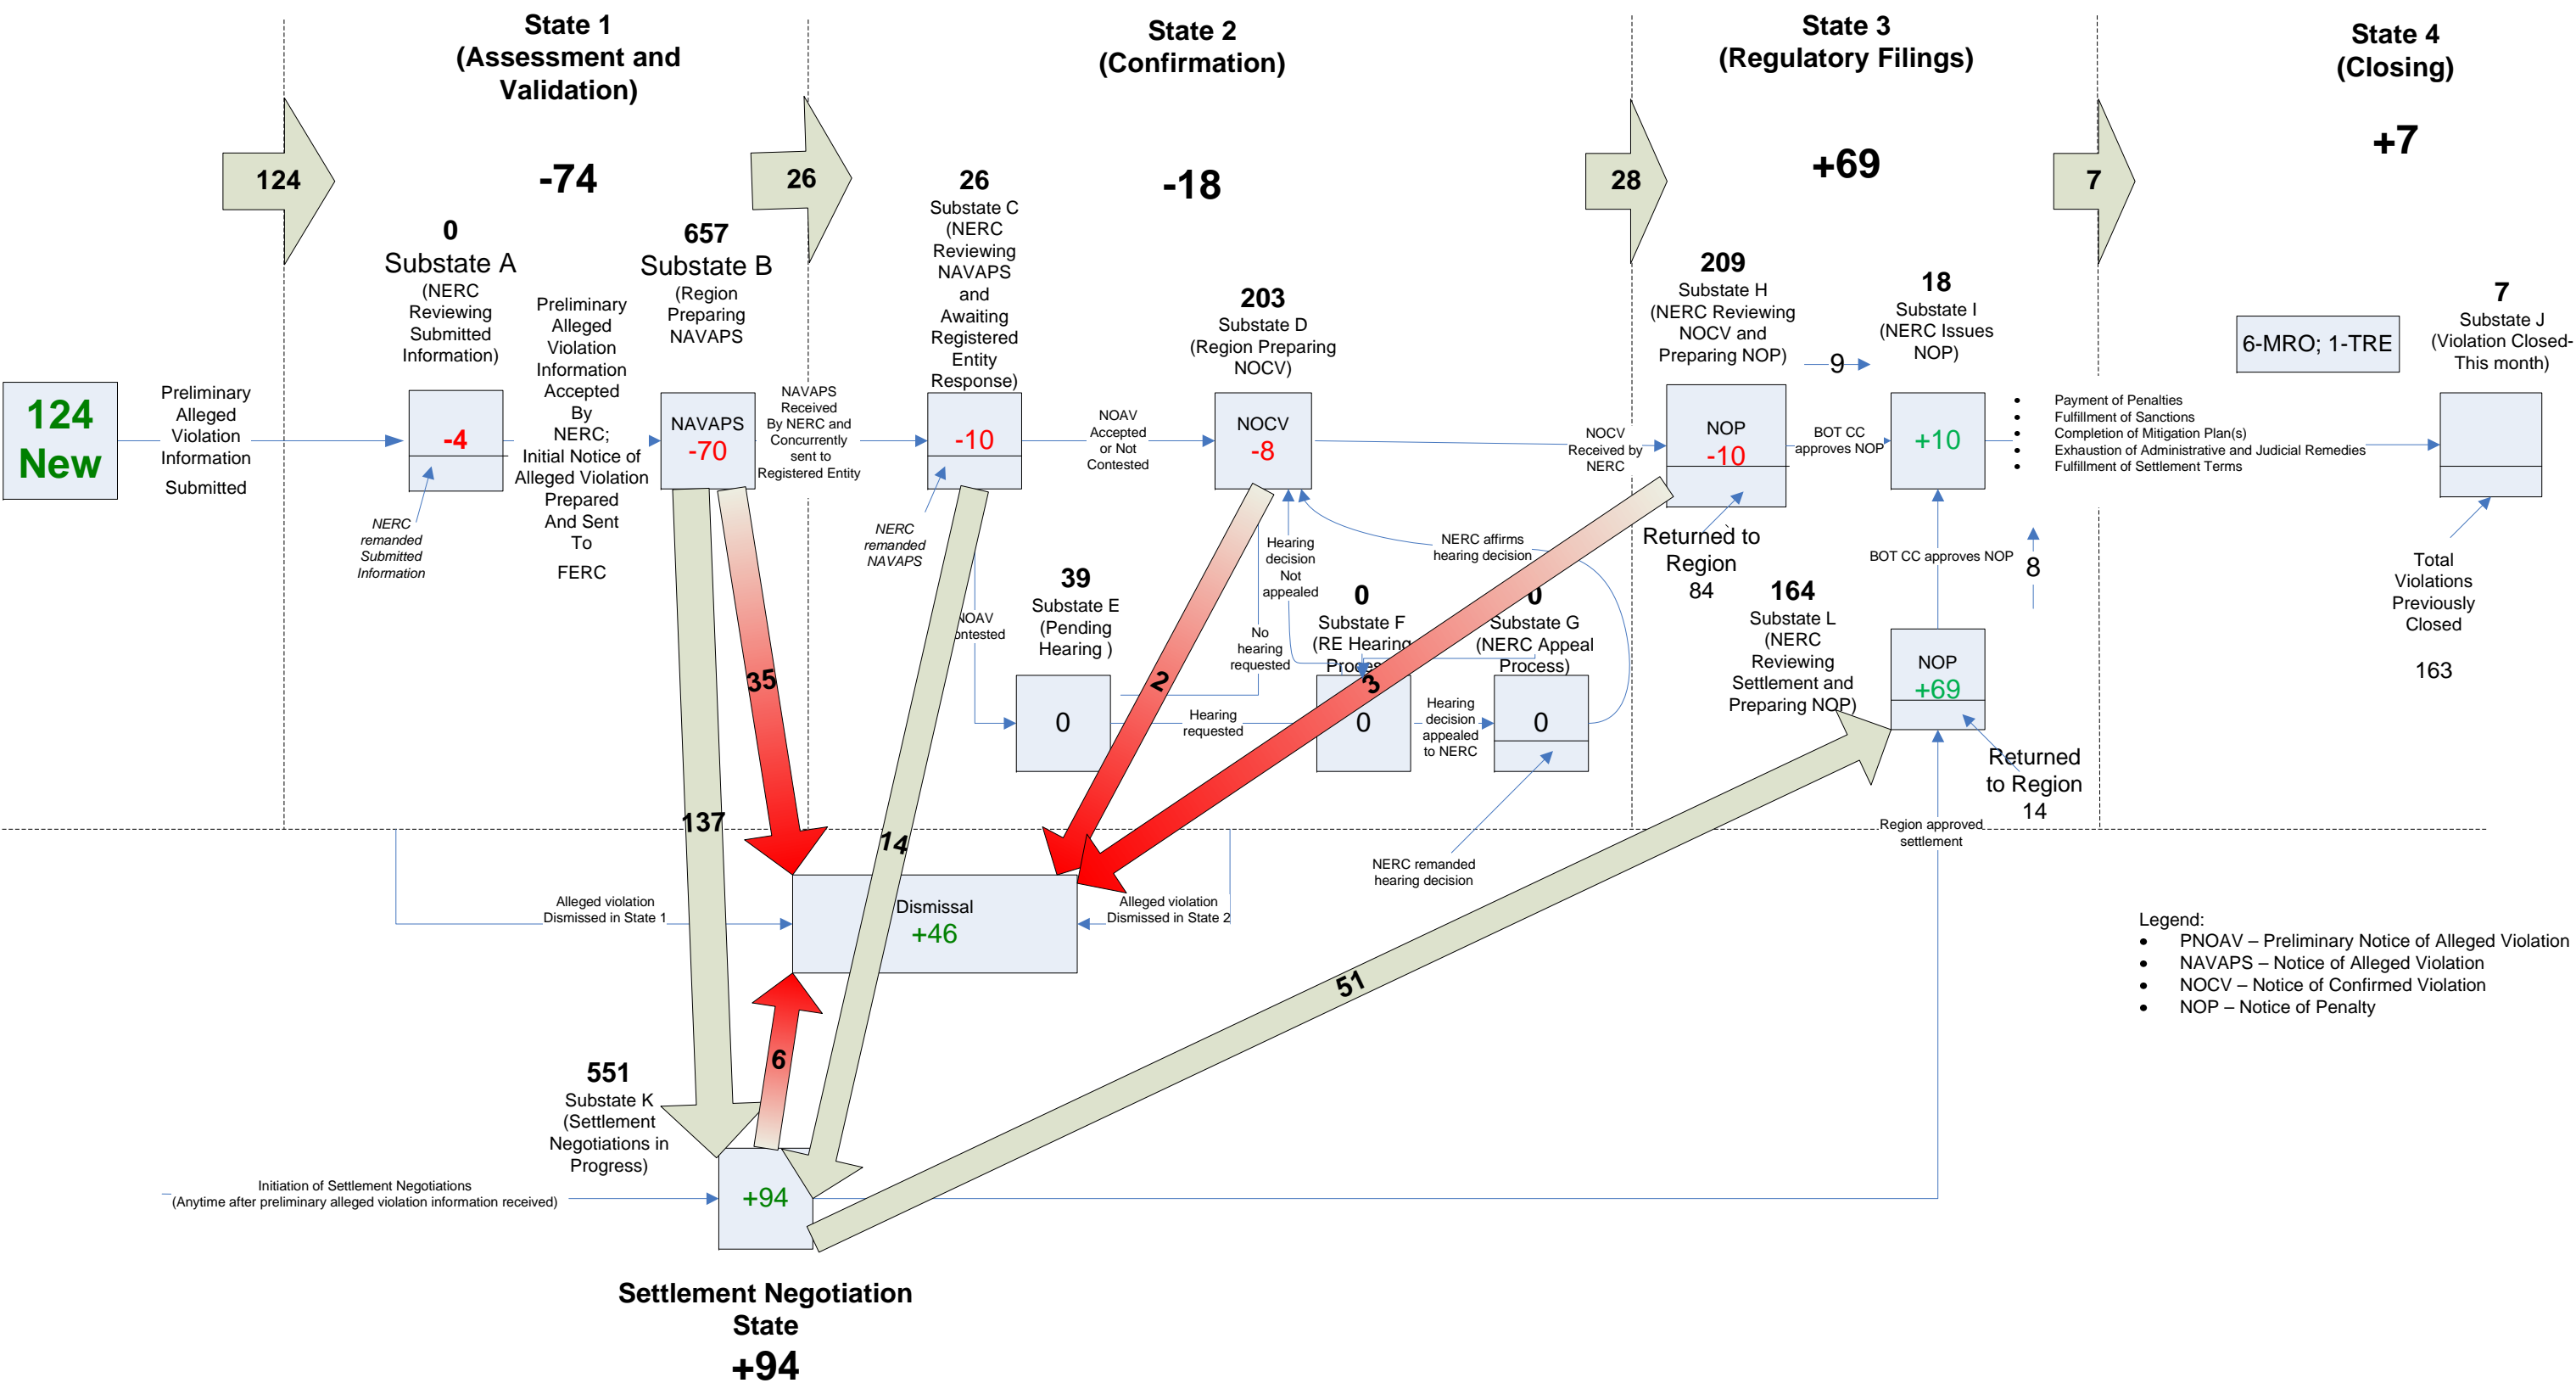 State 1
(Assessment and
Validation)
State 2
(Confirmation)
State 3
(Regulatory Filings)
State 4
(Closing)
124
-74
26
-18
28
+69
7
+7
0
Substate A
(NERC
Reviewing
Submitted
Information)
Preliminary
Alleged
Violation
Information
Accepted
By
NERC;
Initial Notice of
Alleged Violation
Prepared
And Sent
To
FERC
657
Substate B
(Region
Preparing
NAVAPS
26
Substate C
(NERC
Reviewing
NAVAPS
and
Awaiting
Registered
Entity
Response)
203
Substate D
(Region Preparing
NOCV)
209
Substate H
(NERC Reviewing
NOCV and
Preparing NOP)
9
18
Substate I
(NERC Issues
NOP)
6-MRO; 1-TRE
7
Substate J
(Violation Closed-
This month)
124
New
Preliminary
Alleged
Violation
Information
Submitted
-4
NERC
remanded
Submitted
Information
NAVAPS
-70
NAVAPS
Received
By NERC and
Concurrently
sent to
Registered Entity
-10
NERC
remanded
NAVAPS
NOAV
Accepted
or Not
Contested
NOCV
-8
NOCV
Received by
NERC
NOP
-10
BOT CC
approves NOP
+10
• Payment of Penalties
• Fulfillment of Sanctions
• Completion of Mitigation Plan(s)
• Exhaustion of Administrative and Judicial Remedies
• Fulfillment of Settlement Terms
Returned to
Region
84
Hearing
decision
Not
appealed
NERC affirms
hearing decision
BOT CC approves NOP
8
Total
Violations
Previously
Closed
163
39
Substate E
(Pending
Hearing )
No
hearing
requested
0
Substate F
(RE Hearing
Process)
0
Substate G
(NERC Appeal
Process)
164
Substate L
(NERC
Reviewing
Settlement and
Preparing NOP)
NOP
+69
0
Hearing
requested
0
Hearing
decision
appealed
to NERC
0
Returned
to Region
14
35
2
3
137
14
Region approved
settlement
NERC remanded
hearing decision
Alleged violation
Dismissed in State 1
Dismissal
+46
Alleged violation
Dismissed in State 2
51
Legend:
• PNOAV – Preliminary Notice of Alleged Violation
• NAVAPS – Notice of Alleged Violation
• NOCV – Notice of Confirmed Violation
• NOP – Notice of Penalty
6
551
Substate K
(Settlement
Negotiations in
Progress)
Initiation of Settlement Negotiations
(Anytime after preliminary alleged violation information received)
+94
Settlement Negotiation
State
+94